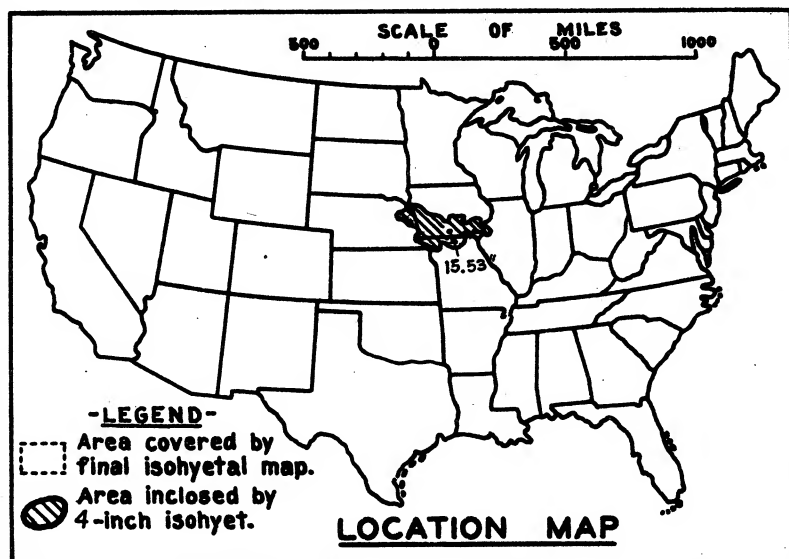 SCALE OF MILES
500 0 500 1000
15.53"
-LEGEND-
Area covered by
final isohyetal map.
Area inclosed by
4-inch isohyet.
LOCATION MAP